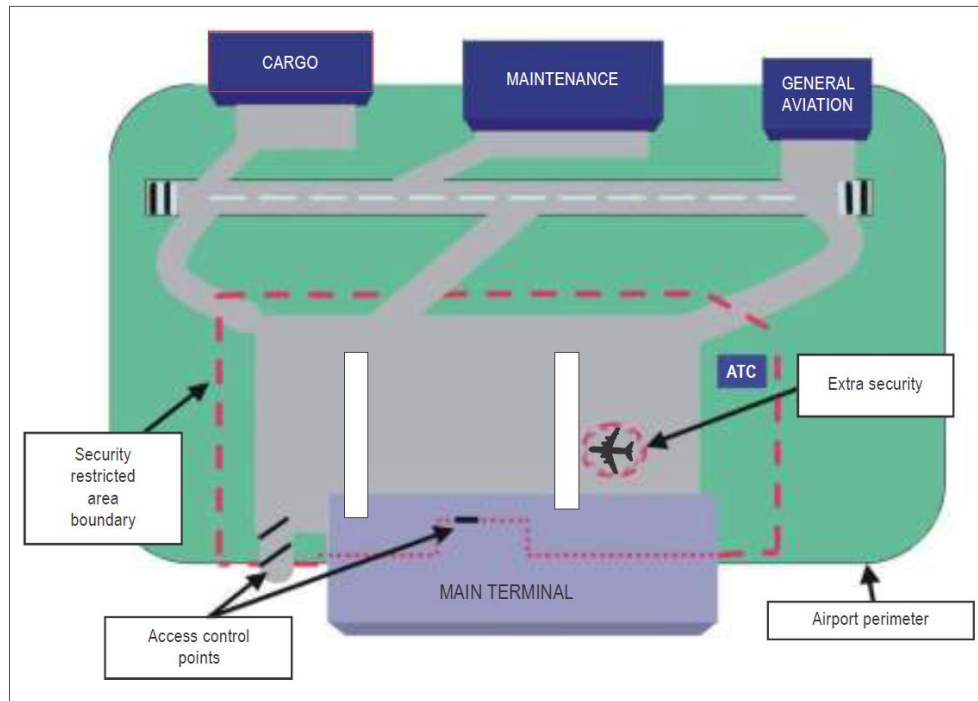 CARGO
MAINTENANCE
GENERAL
AVIATION
ATC
Extra security
Security
restricted
area
boundary
MAIN TERMINAL
Airport perimeter
Access control
points